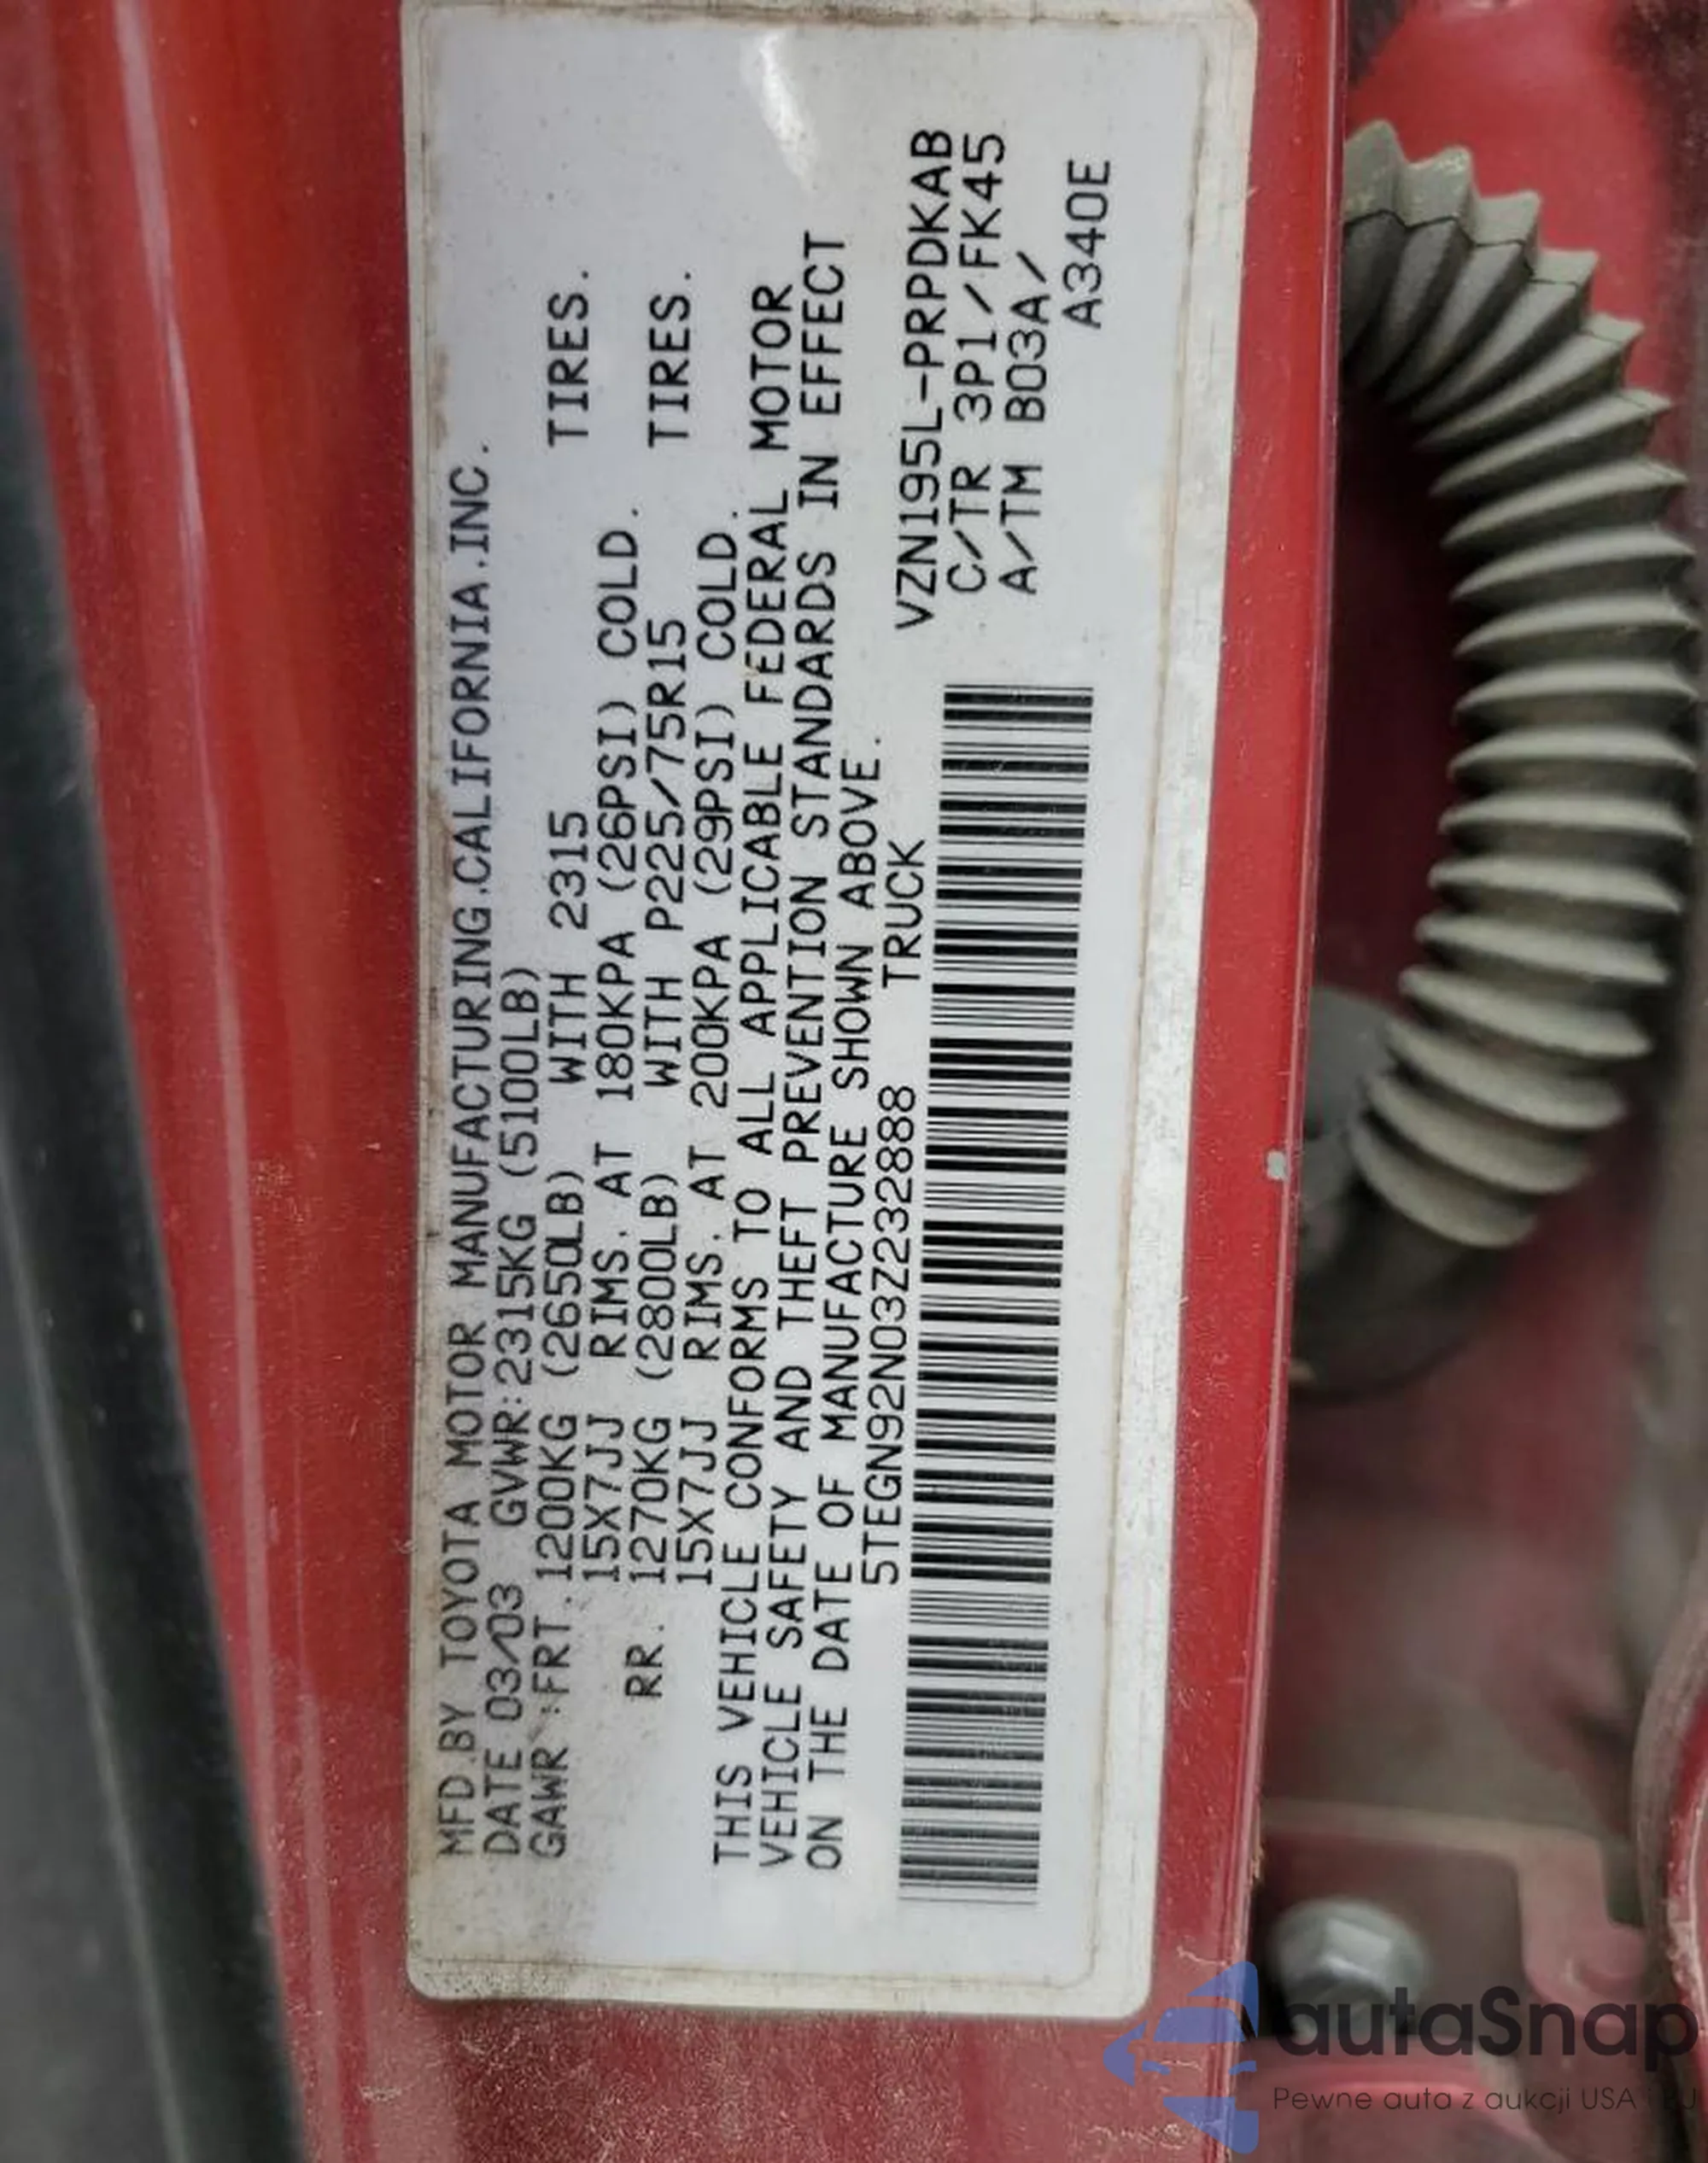 MFD.BY TOYOTA MOTOR MANUFACTURING.CALIFORNIA.INC.
DATE 03/03 GVWR:2315KG (5100LB)
GAWR :FRT.1200KG (2650LB) WITH 2315 TIRES.
15X7JJ RIMS. AT 180KPA (26PSI) COLD.
RR. 1270KG (2800LB) WITH P225/75R15 TIRES.
15X7JJ RIMS. AT 200KPA (29PSI) COLD.
THIS VEHICLE CONFORMS TO ALL APPLICABLE FEDERAL MOTOR
VEHICLE SAFETY AND THEFT PREVENTION STANDARDS IN EFFECT
ON THE DATE OF MANUFACTURE SHOWN ABOVE.
5TEGN92N03Z232888 TRUCK
VZN195L-PRPDKAB
C/TR 3P1/FK45
A/TM B03A/
A340E
autaSnap
Pewne auta z aukcji USA i EU